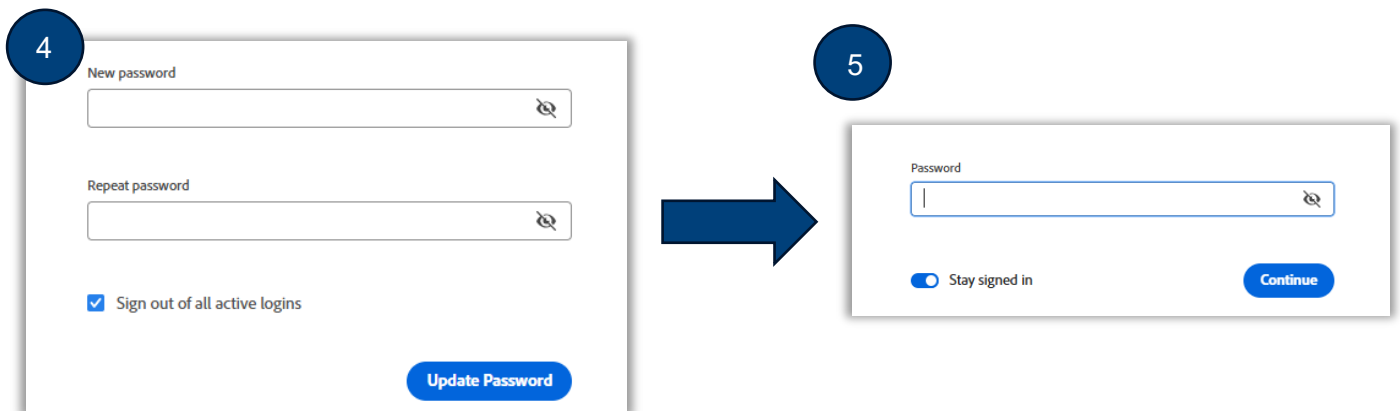 4
New password
Repeat password
Sign out of all active logins
Update Password
5
Password
Stay signed in
Continue